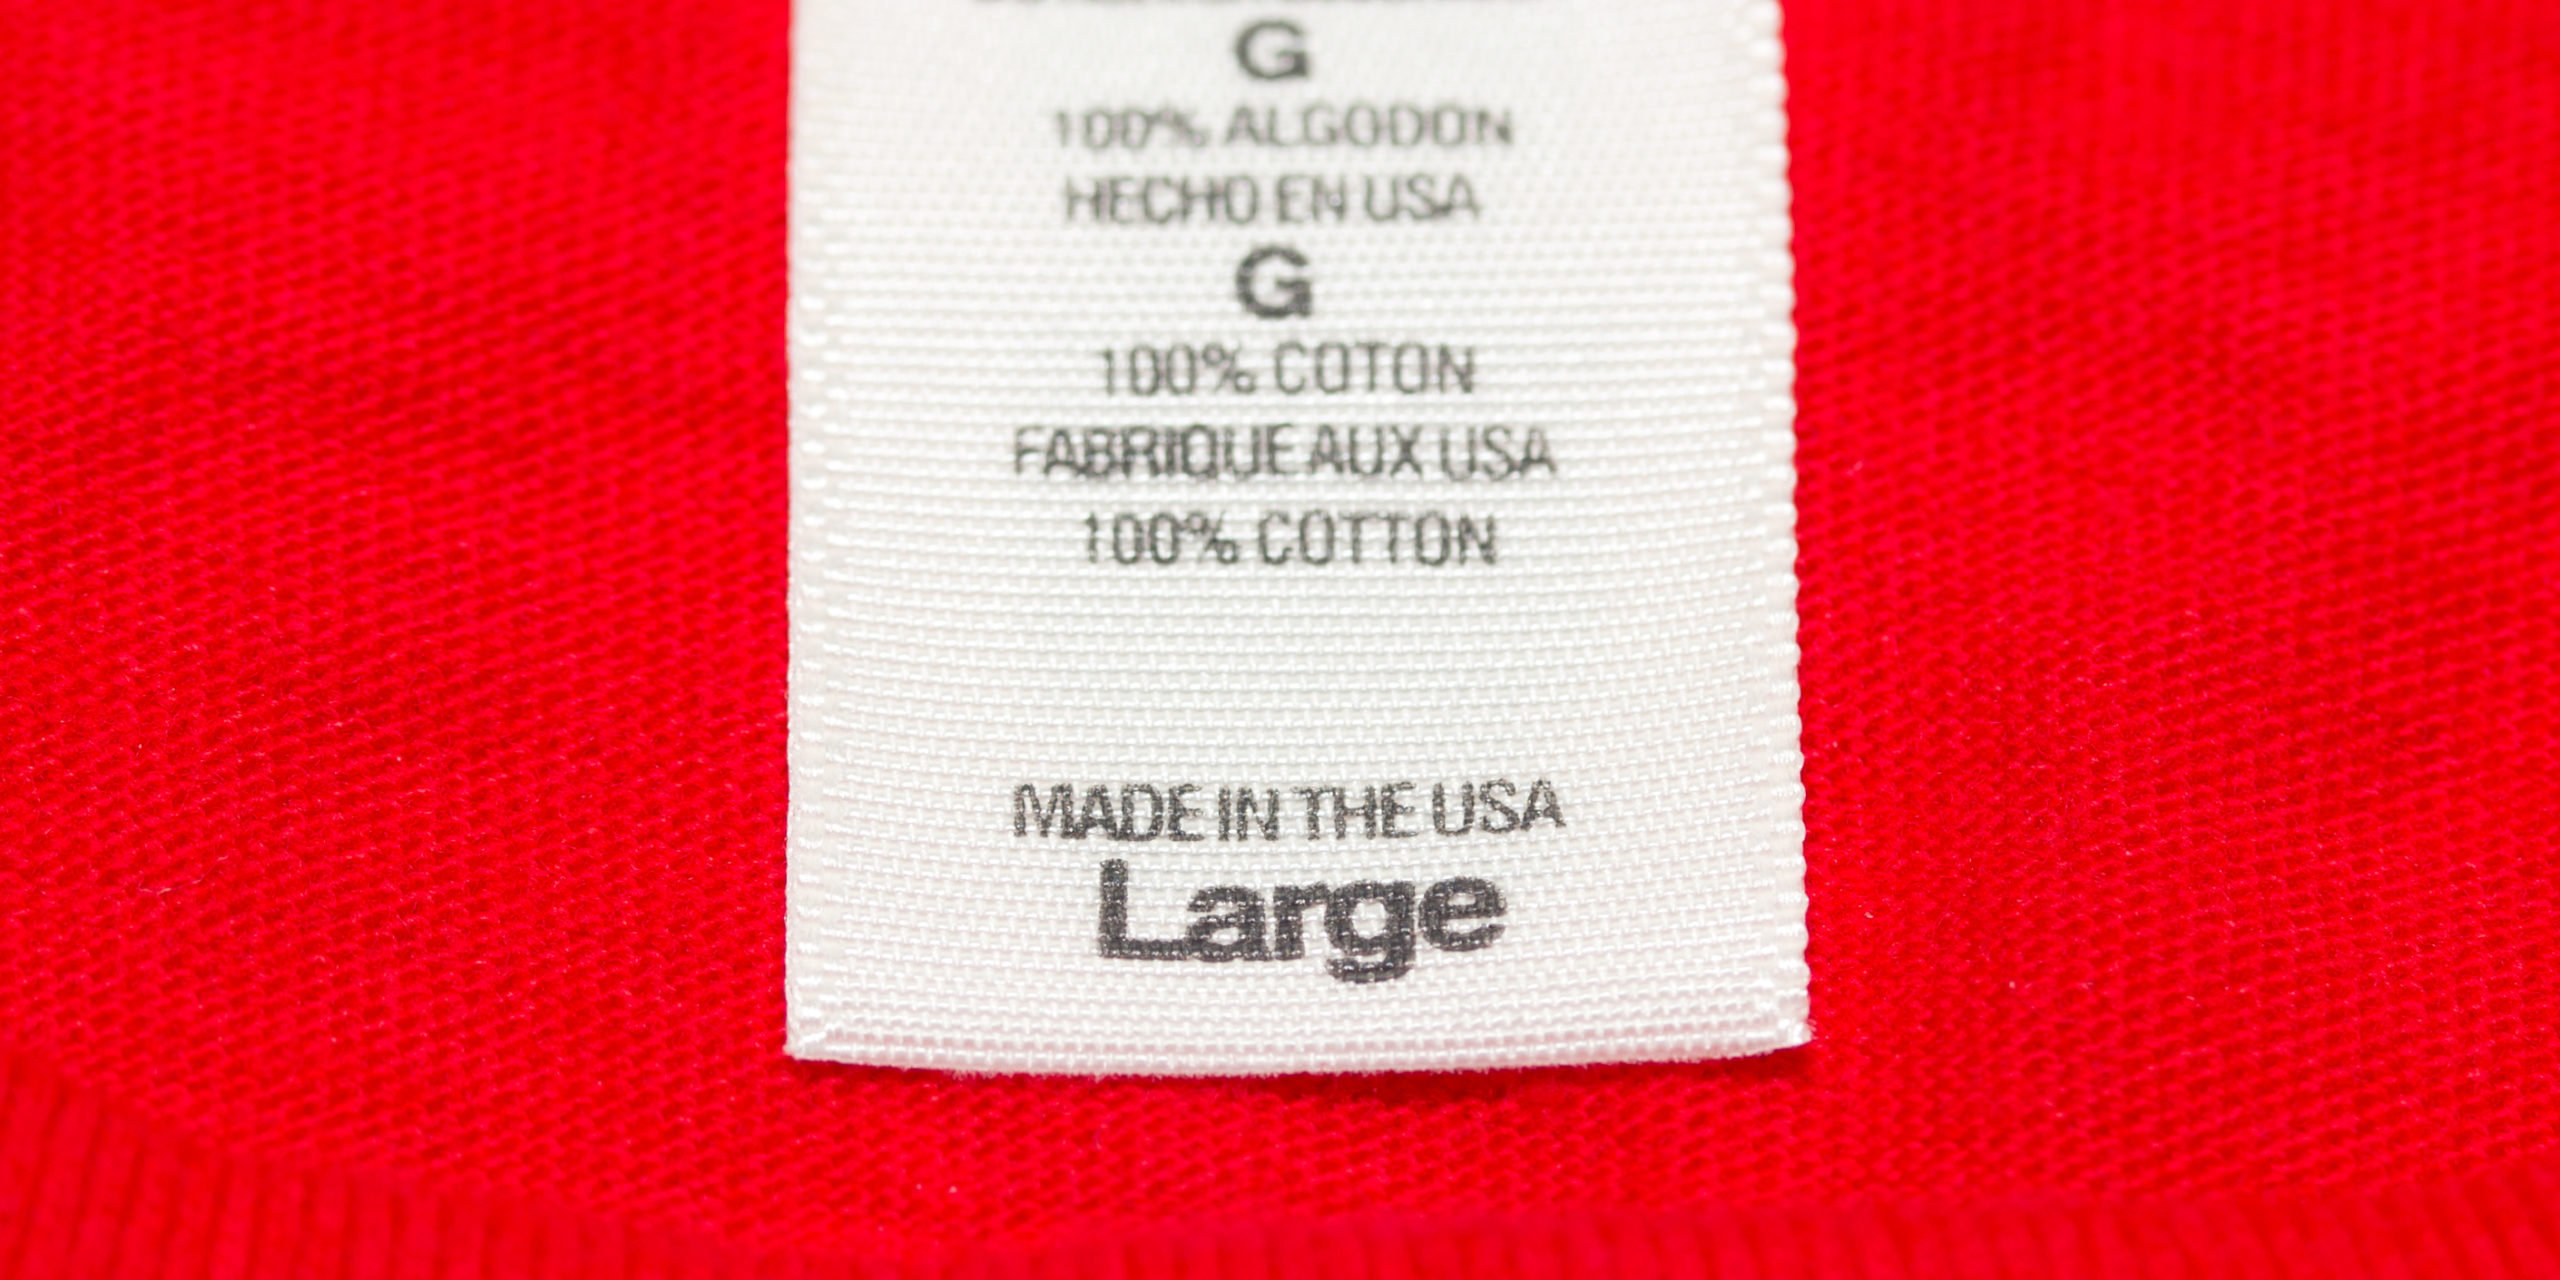 G
100% ALGODON
HECHO EN USA
G
100% COTON
FABRIQUE AUX USA
100% COTTON
MADE IN THE USA
Large